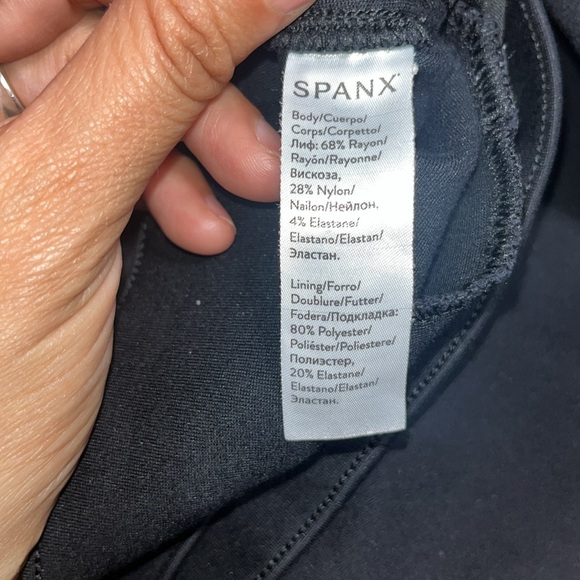 SPANX®
Body/Cuerpo/
Corps/Corpetto/
Лиф: 68% Rayon/
Rayón/Rayonne/
Вискоза,
28% Nylon/
Nailon/Нейлон.
4% Elastane/
Elastano/Elastan/
Эластан.
Lining/Forro/
Doublure/Futter/
Fodera/Подкладка:
80% Polyester/
Poliéster/Poliestere/
Полиэстер,
20% Elastane/
Elastano/Elastan/
Эластан.